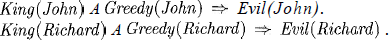 King(John) A Greedy(John) ⇒ Evil(John).
King(Richard) A Greedy(Richard) ⇒ Evil(Richard).